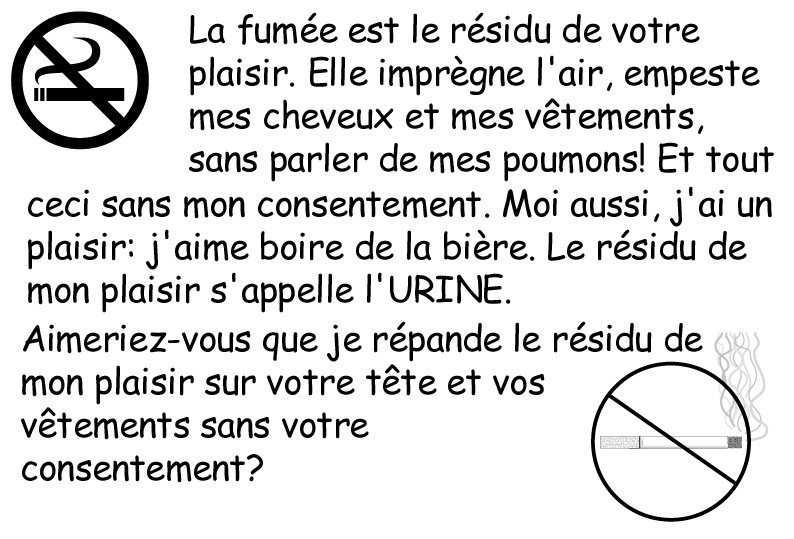 La fumée est le résidu de votre
plaisir. Elle imprègne l'air, empeste
mes cheveux et mes vêtements,
sans parler de mes poumons! Et tout
ceci sans mon consentement. Moi aussi, j'ai un
plaisir: j'aime boire de la bière. Le résidu de
mon plaisir s'appelle l'URINE.
Aimeriez-vous que je répande le résidu de
mon plaisir sur votre tête et vos
vêtements sans votre
consentement?